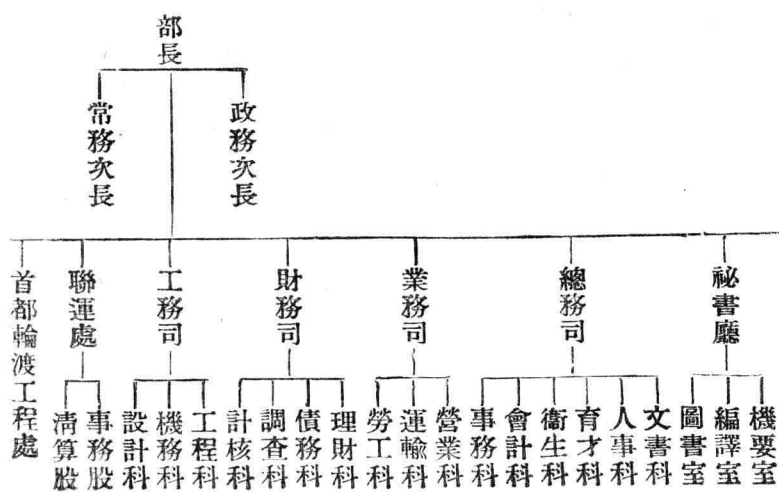 部長
政務次長
常務次長
祕書廳
機要室
編譯室
圖書室
總務司
文書科
人事科
育才科
衞生科
會計科
事務科
業務司
營業科
運輸科
勞工科
財務司
理財科
債務科
調查科
計核科
工務司
工程科
機務科
設計科
聯運處
事務股
淸算股
首都輪渡工程處